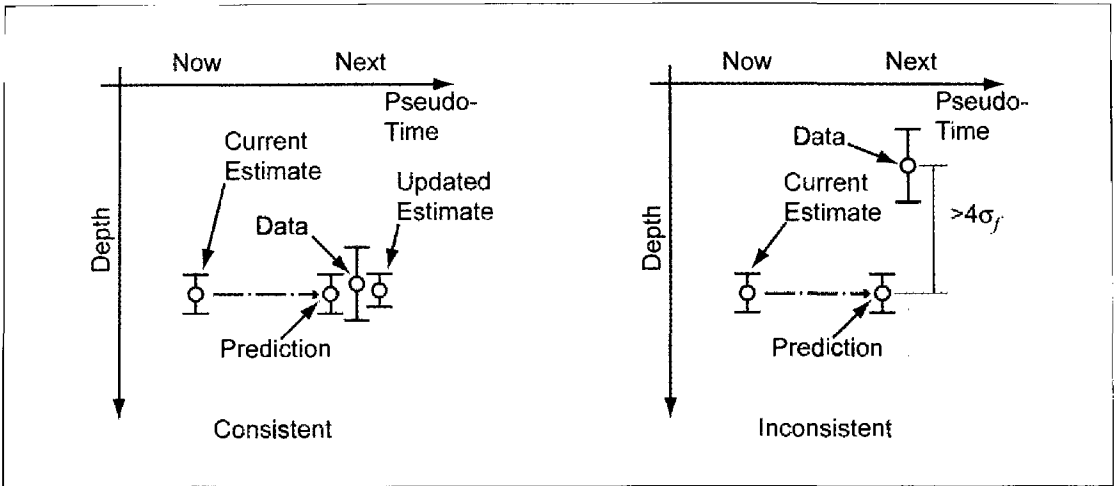 Now
Next
Pseudo-
Time
Current
Estimate
Updated
Estimate
Data
Depth
Prediction
Consistent
Now
Next
Pseudo-
Time
Data
Current
Estimate
>4σf
Depth
Prediction
Inconsistent